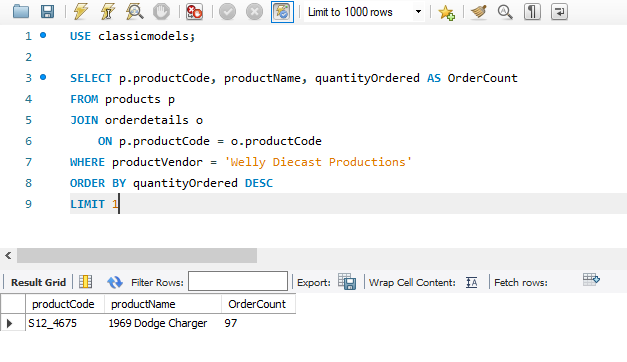 Limit to 1000 rows
1 USE classicmodels;
2
3 SELECT p.productCode, productName, quantityOrdered AS OrderCount
4 FROM products p
5 JOIN orderdetails o
6 ON p.productCode = o.productCode
7 WHERE productVendor = 'Welly Diecast Productions'
8 ORDER BY quantityOrdered DESC
9 LIMIT 1
Result Grid Filter Rows: Export: Wrap Cell Content: Fetch rows:
productCode productName OrderCount
S12_4675 1969 Dodge Charger 97